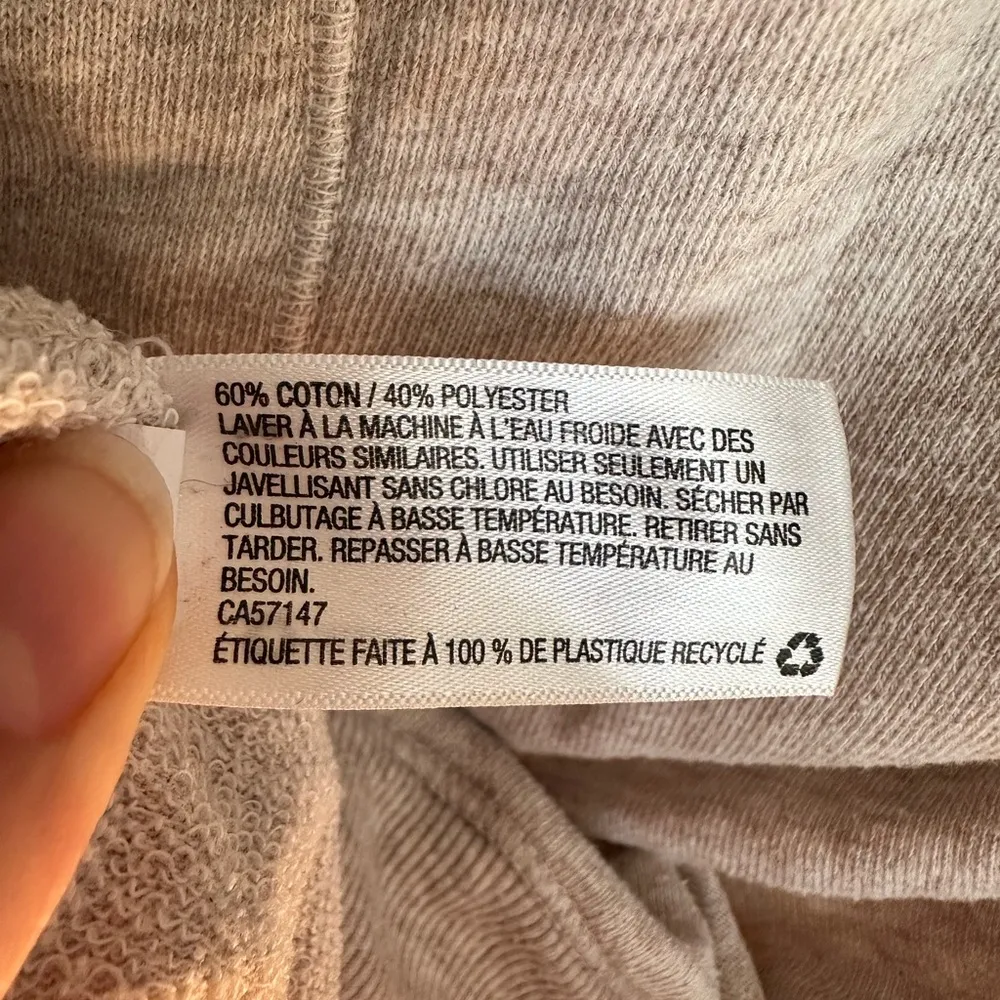 60% COTON / 40% POLYESTER
LAVER À LA MACHINE À L'EAU FROIDE AVEC DES
COULEURS SIMILAIRES. UTILISER SEULEMENT UN
JAVELLISANT SANS CHLORE AU BESOIN. SÉCHER PAR
CULBUTAGE À BASSE TEMPÉRATURE. RETIRER SANS
TARDER. REPASSER À BASSE TEMPÉRATURE AU
BESOIN.
CA57147
ÉTIQUETTE FAITE À 100 % DE PLASTIQUE RECYCLÉ